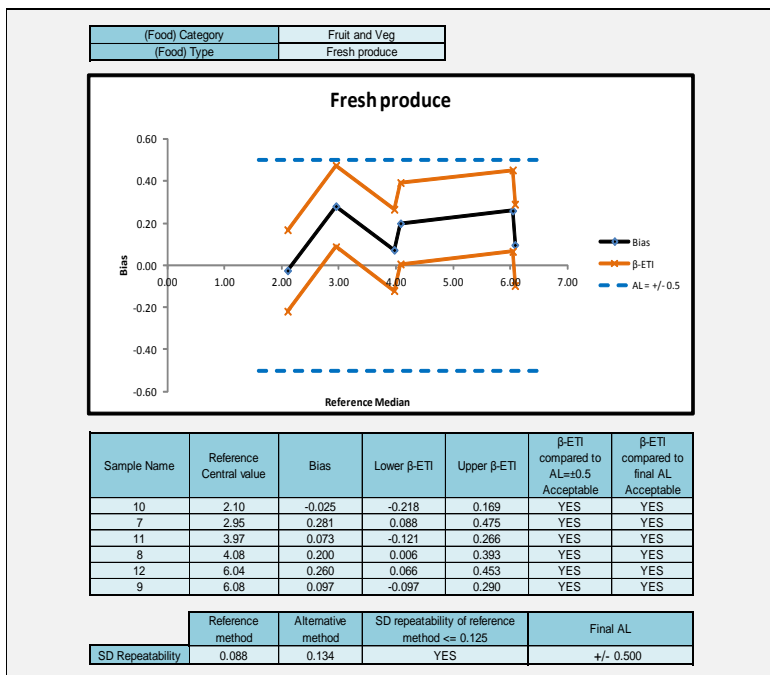 (Food) Category Fruit and Veg
(Food) Type Fresh produce
Fresh produce
0.60
0.40
0.20
0.00
-0.20
-0.40
-0.60
0.00 1.00 2.00 3.00 4.00 5.00 6.00 7.00
Bias
Reference Median
Bias
β-ETI
AL = +/- 0.5
Sample Name Reference Central value Bias Lower β-ETI Upper β-ETI β-ETI compared to AL=±0.5 Acceptable β-ETI compared to final AL Acceptable
10 2.10 -0.025 -0.218 0.169 YES YES
7 2.95 0.281 0.088 0.475 YES YES
11 3.97 0.073 -0.121 0.266 YES YES
8 4.08 0.200 0.006 0.393 YES YES
12 6.04 0.260 0.066 0.453 YES YES
9 6.08 0.097 -0.097 0.290 YES YES
Reference method Alternative method SD repeatability of reference method <= 0.125 Final AL
SD Repeatability 0.088 0.134 YES +/- 0.500